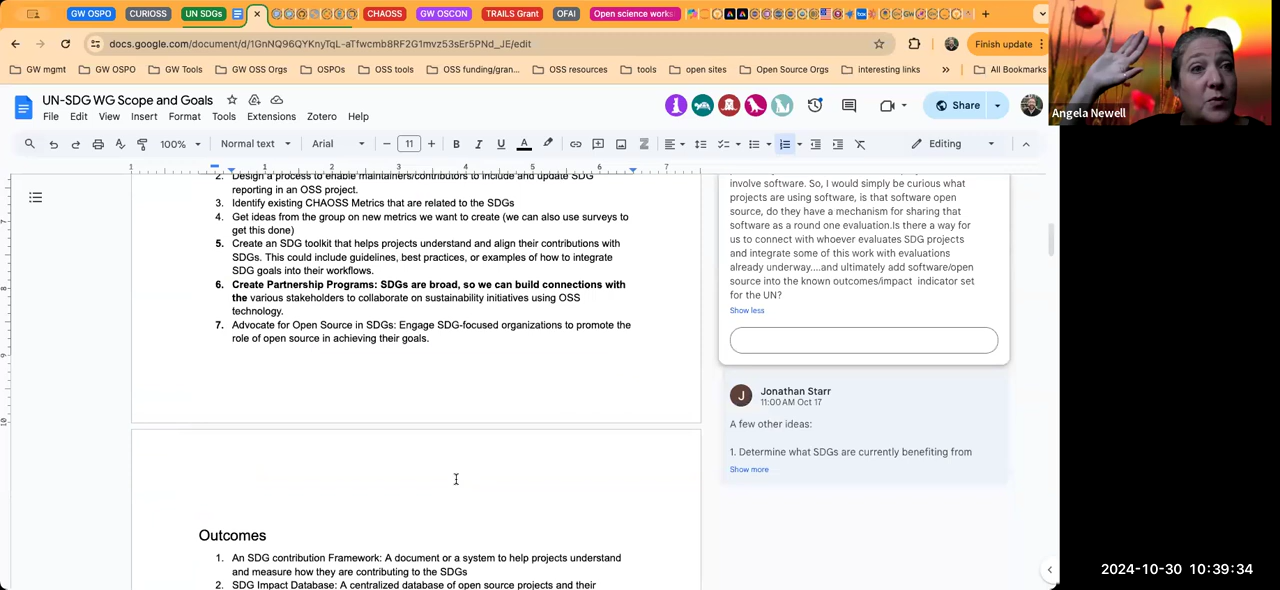 GW OSPO
CURIOSS
UN SDGs
CHAOSS
GW OSCON
TRAILS Grant
OFAI
Open science works
docs.google.com/document/d/1GnNQ96QYKnyTqL-aTfwcmb8RF2G1mvz53sEr5PNd_JE/edit
Finish update
GW mgmt
GW OSPO
GW Tools
GW OSS Orgs
OSPOs
OSS tools
OSS funding/gran...
OSS resources
tools
open sites
Open Source Orgs
interesting links
»
All Bookmarks
Angela Newell
UN-SDG WG Scope and Goals
File Edit View Insert Format Tools Extensions Zotero Help
Share
100%
Normal text
Arial
11
Editing
1 1 2 3 4 5 6 7
2. Design a process to enable maintainers/contributors to include and update SDG
reporting in an OSS project.
3. Identify existing CHAOSS Metrics that are related to the SDGs
4. Get ideas from the group on new metrics we want to create (we can also use surveys to
get this done)
5. Create an SDG toolkit that helps projects understand and align their contributions with
SDGs. This could include guidelines, best practices, or examples of how to integrate
SDG goals into their workflows.
6. Create Partnership Programs: SDGs are broad, so we can build connections with
the various stakeholders to collaborate on sustainability initiatives using OSS
technology.
7. Advocate for Open Source in SDGs: Engage SDG-focused organizations to promote the
role of open source in achieving their goals.
Outcomes
1. An SDG contribution Framework: A document or a system to help projects understand
and measure how they are contributing to the SDGs
2. SDG Impact Database: A centralized database of open source projects and their
involve software. So, I would simply be curious what
projects are using software, is that software open
source, do they have a mechanism for sharing that
software as a round one evaluation.Is there a way for
us to connect with whoever evaluates SDG projects
and integrate some of this work with evaluations
already underway....and ultimately add software/open
source into the known outcomes/impact indicator set
for the UN?
Show less
J
Jonathan Starr
11:00 AM Oct 17
A few other ideas:
1. Determine what SDGs are currently benefiting from
Show more
2024-10-30 10:39:34